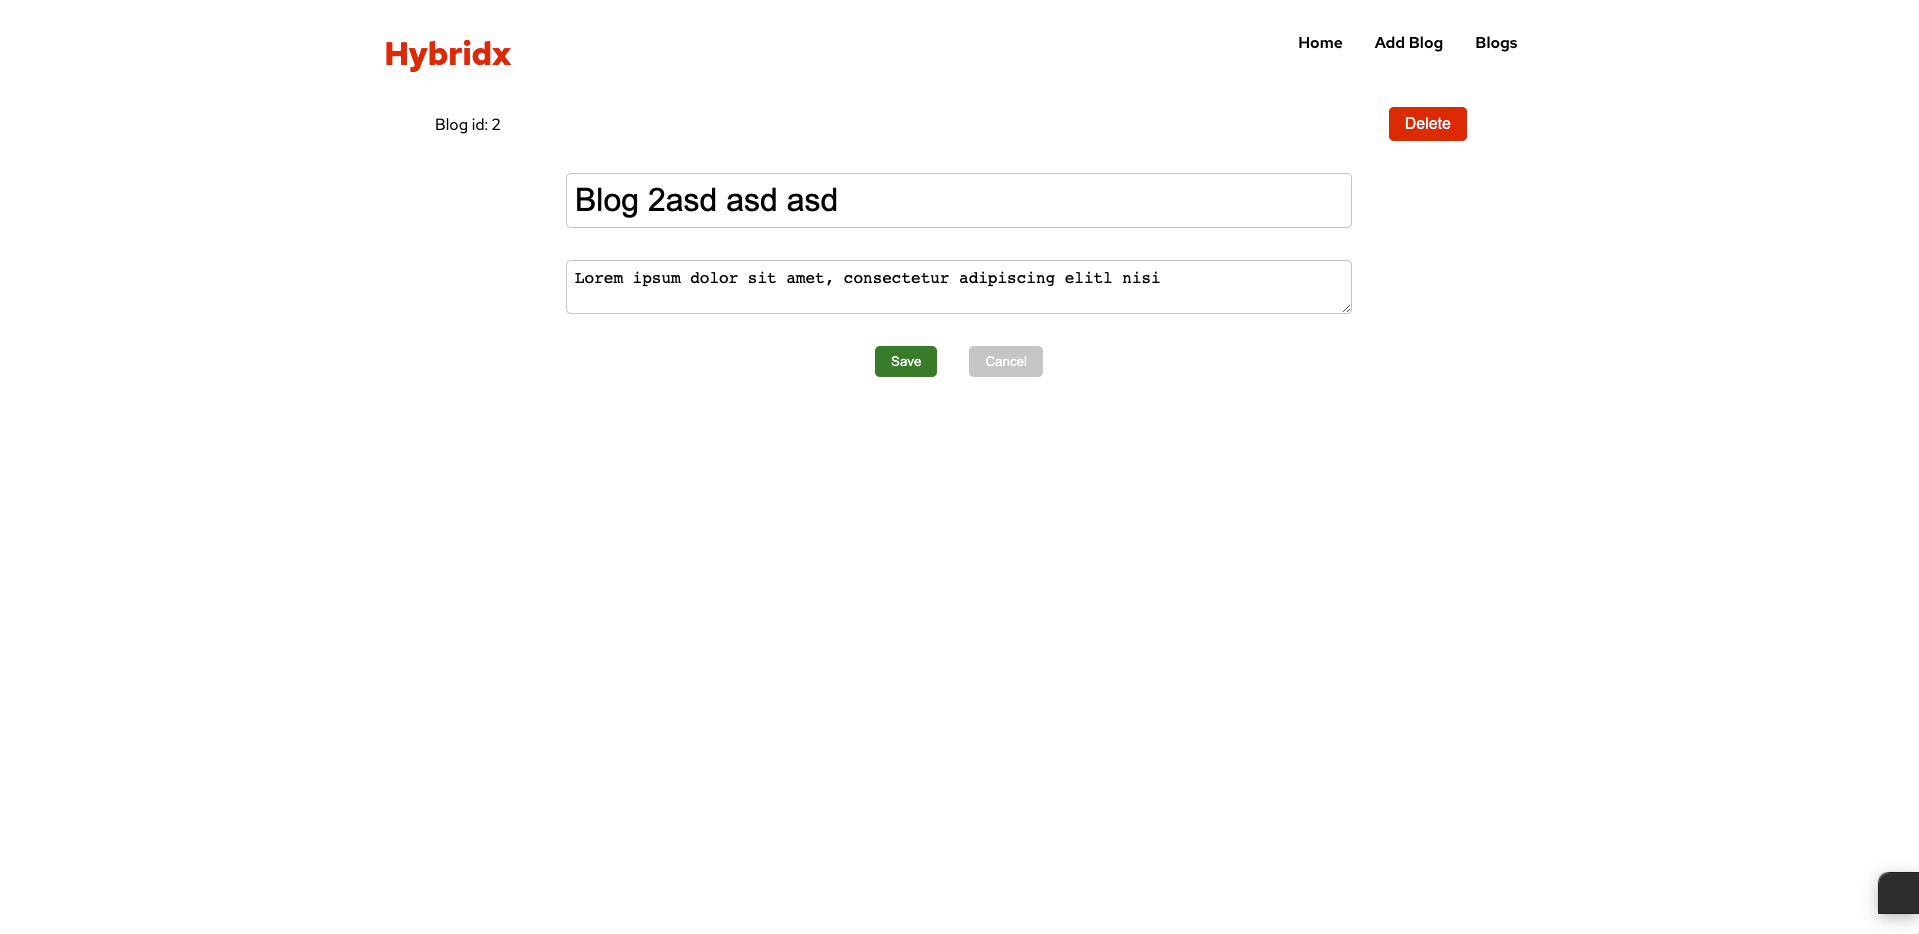 Hybridx
Home Add Blog Blogs
Blog id: 2
Delete
Blog 2asd asd asd
Lorem ipsum dolor sit amet, consectetur adipiscing elitl nisi
Save Cancel